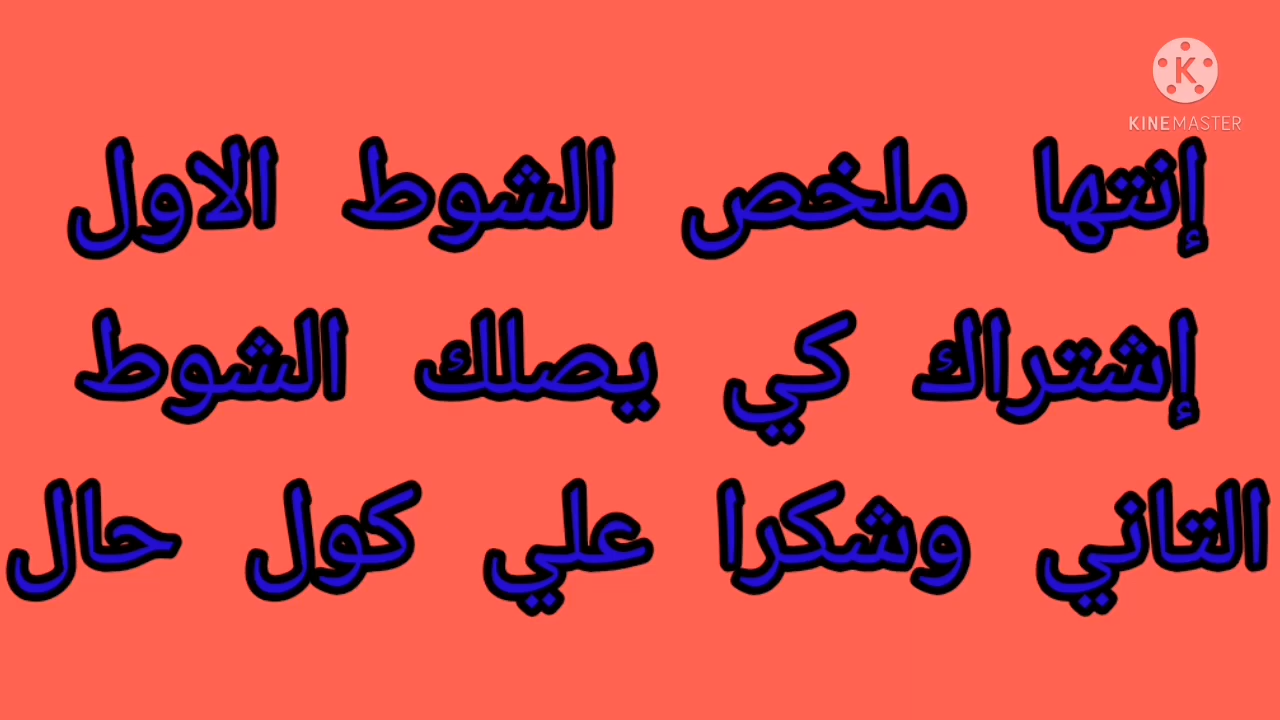 KINEMASTER
إنتها ملخص الشوط الاول
إشتراك كي يصلك الشوط
التاني وشكرا علي كول حال